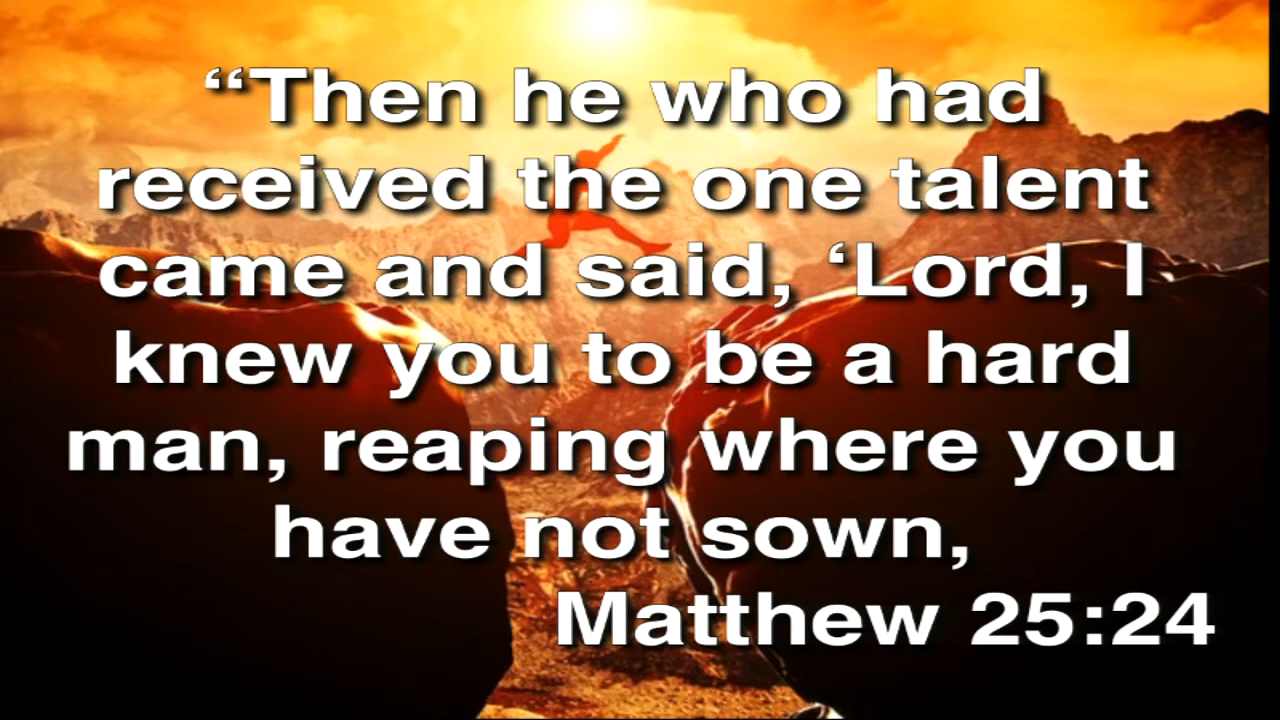 “Then he who had
received the one talent
came and said, ‘Lord, I
knew you to be a hard
man, reaping where you
have not sown,
Matthew 25:24